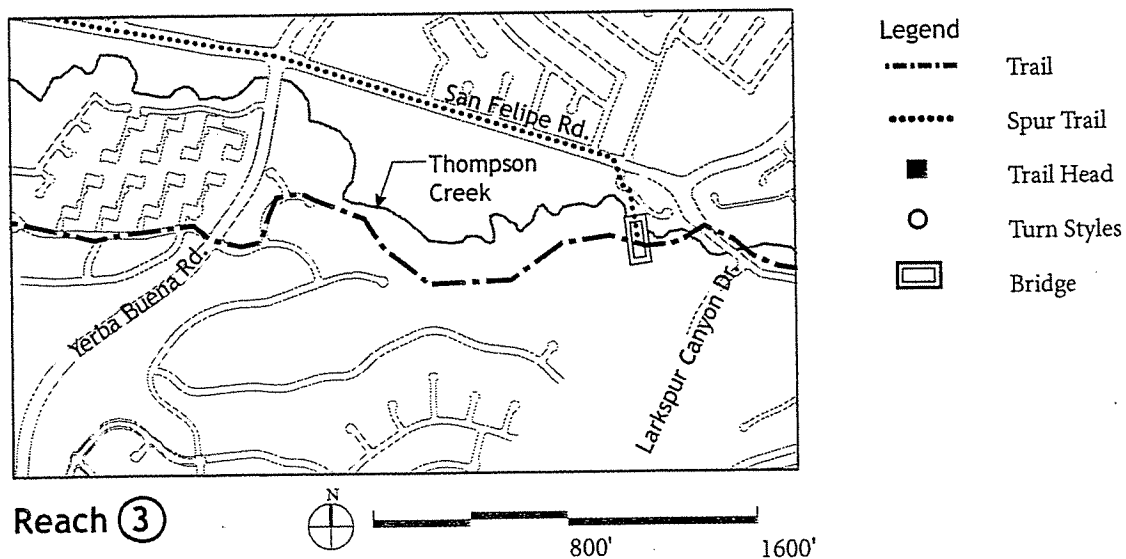 San Felipe Rd.
Thompson
Creek
Yerba Buena Rd.
Larkspur Canyon Dr.
Legend
Trail
Spur Trail
Trail Head
Turn Styles
Bridge
Reach 3
N
800'
1600'